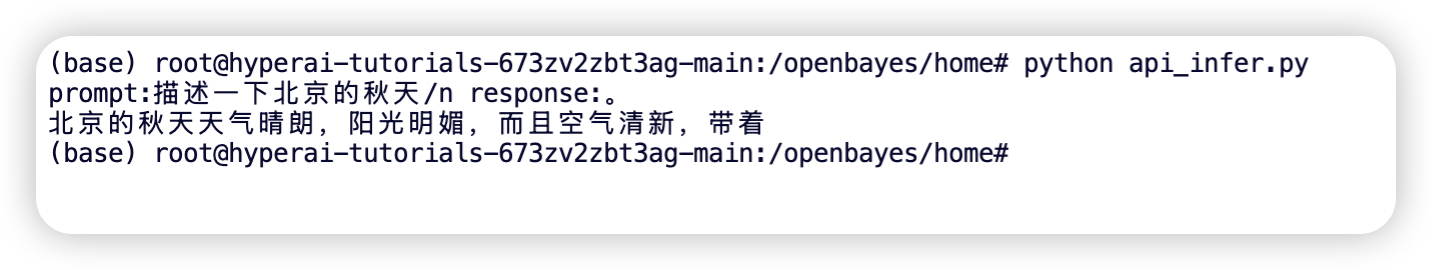 (base) root@hyperai-tutorials-673zv2zbt3ag-main:/openbayes/home# python api_infer.py
prompt:描述一下北京的秋天/n response:。
北京的秋天天气晴朗，阳光明媚，而且空气清新，带着
(base) root@hyperai-tutorials-673zv2zbt3ag-main:/openbayes/home#